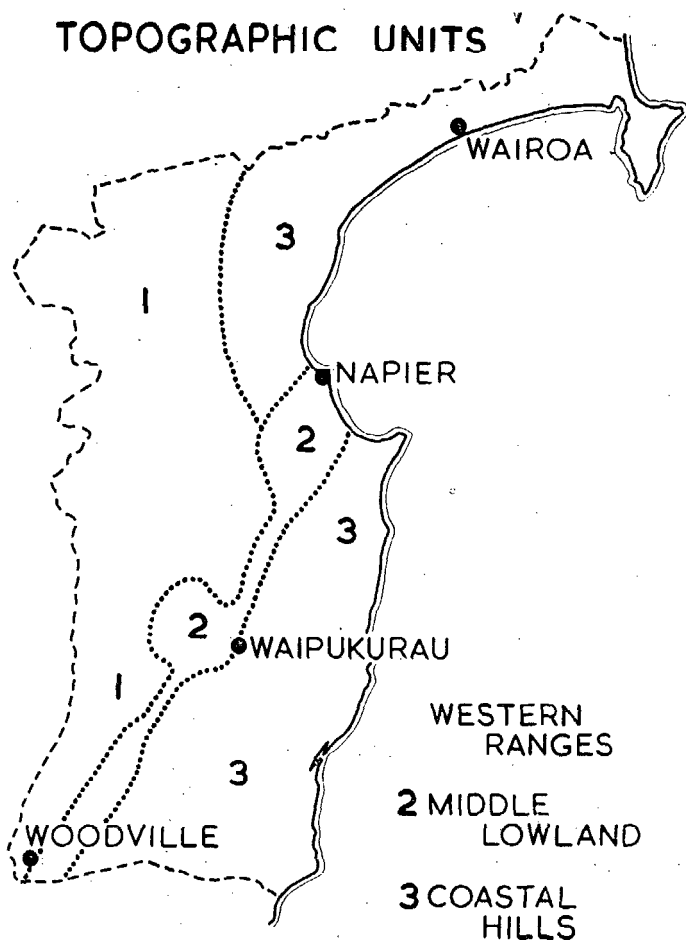 TOPOGRAPHIC UNITS
WAIROA
3
1
NAPIER
2
3
2
WAIPUKURAU
1
WESTERN
RANGES
3
2 MIDDLE
LOWLAND
WOODVILLE
3 COASTAL
HILLS